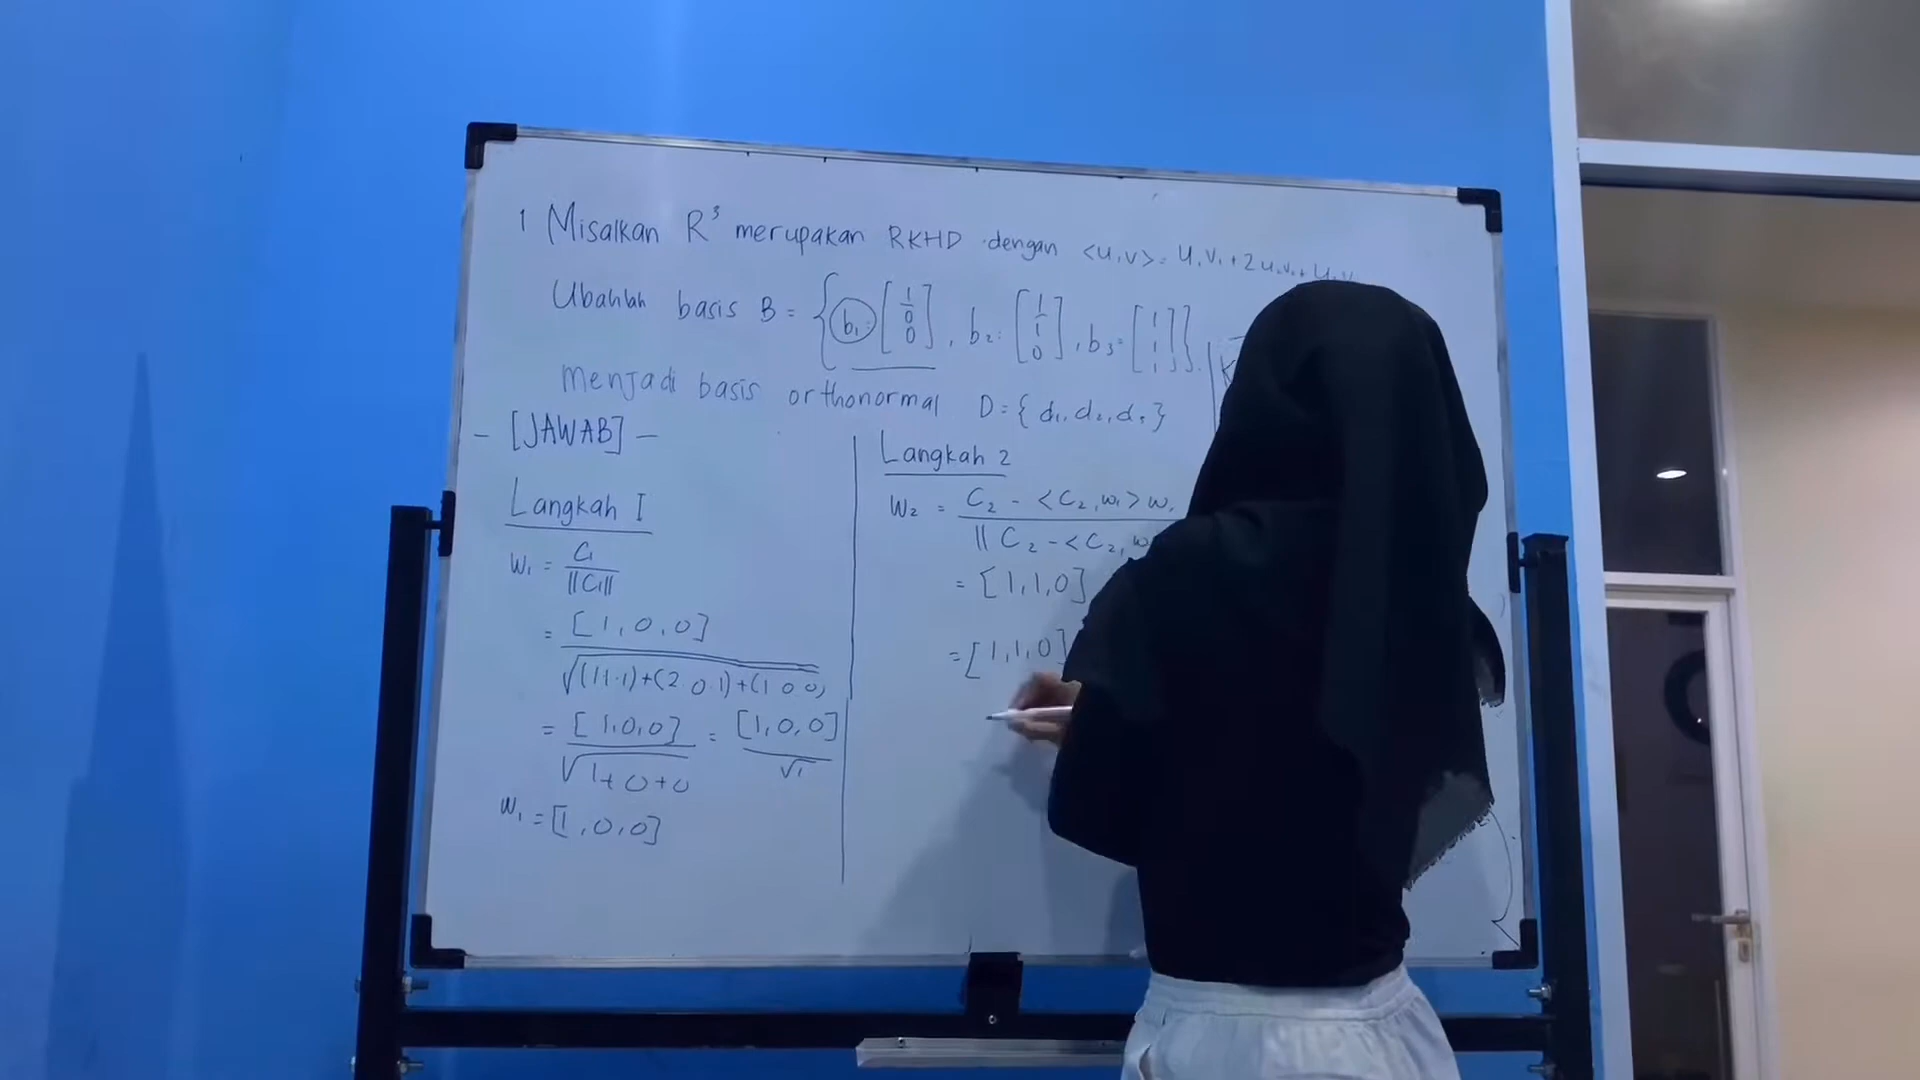 1 Misalkan R³ merupakan RKHD dengan <u,v> = u₁v₁ + 2u₂v₂ + u₃v
Ubahlah basis B = { b₁ = [1 0 0], b₂ = [1 1 0], b₃ = [1 1 1] }.
menjadi basis orthonormal D = { d₁, d₂, d₃ }
- [JAWAB] -
Langkah I
W₁ = C₁ / ||C₁||
= [1, 0, 0] / √(1.1.1)+(2.0.1)+(1.0.0)
= [1,0,0] / √1+0+0 = [1,0,0] / √1
W₁ = [1, 0, 0]
Langkah 2
W₂ = C₂ - <C₂, w₁> w₁ / || C₂ - <C₂, w
= [1,1,0]
= [1,1,0]